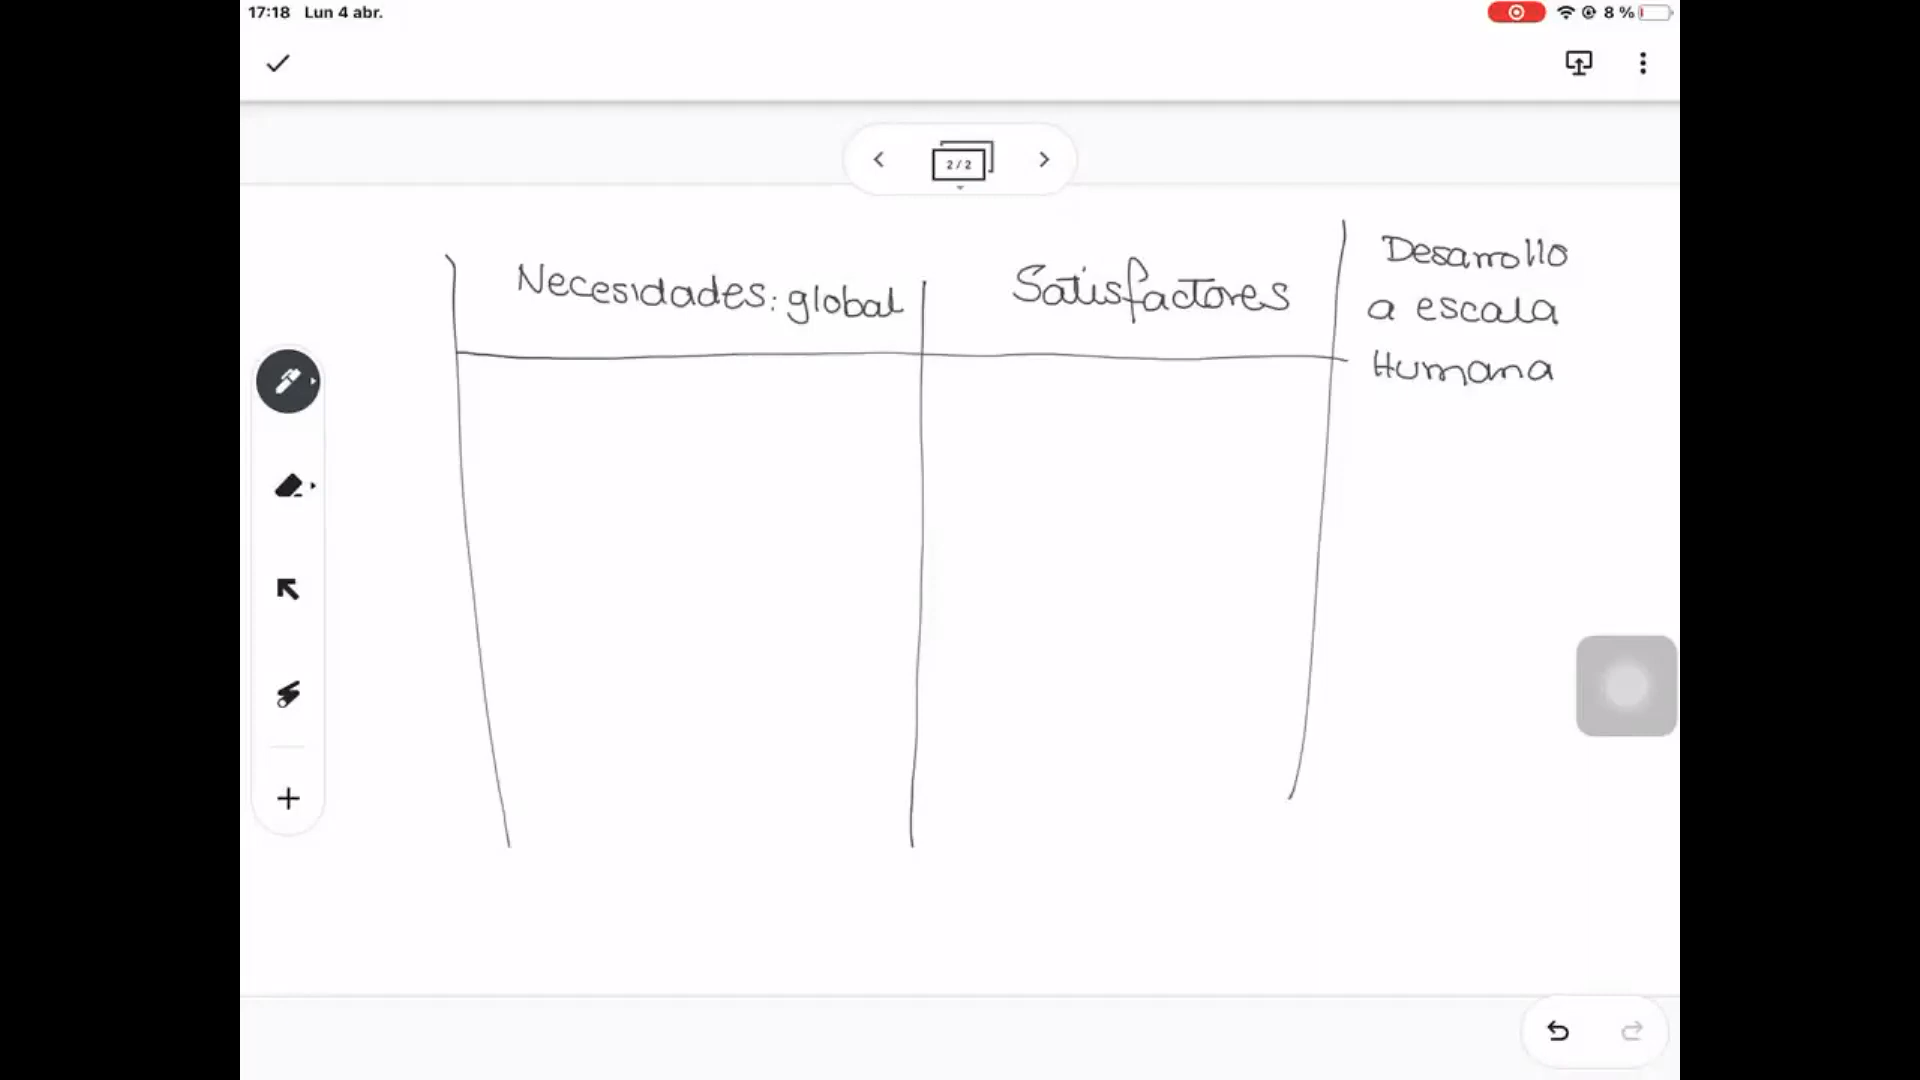 17:18 Lun 4 abr.
8 %
2 / 2
Necesidades: global
Satisfactores
Desarrollo
a escala
Humana